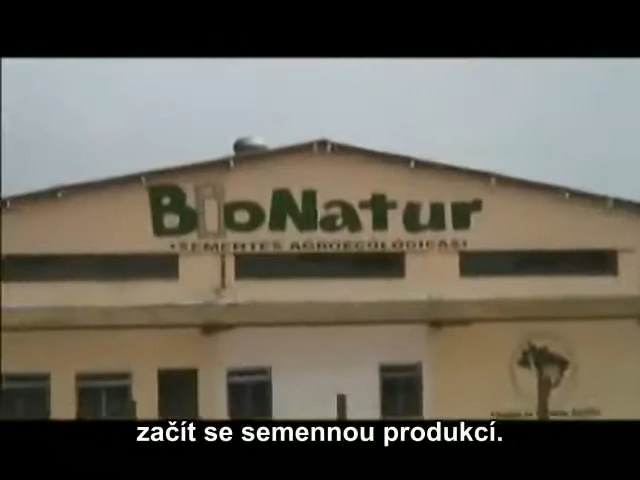 BioNatur
•SEMENTES AGROECOLÓGICAS•
začít se semennou produkcí.